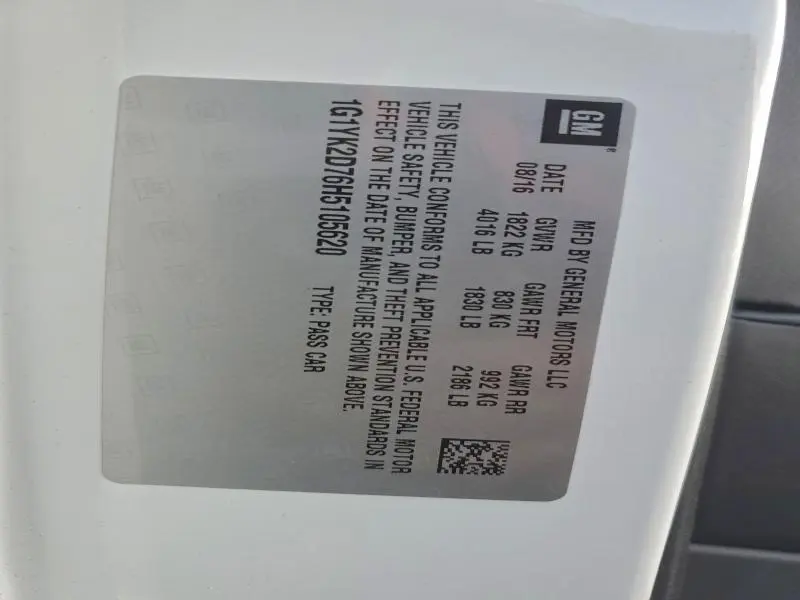 GM
MFD BY GENERAL MOTORS LLC
DATE GVWR GAWR FRT GAWR RR
08/16 1822 KG 830 KG 992 KG
4016 LB 1830 LB 2186 LB
THIS VEHICLE CONFORMS TO ALL APPLICABLE U.S. FEDERAL MOTOR
VEHICLE SAFETY, BUMPER, AND THEFT PREVENTION STANDARDS IN
EFFECT ON THE DATE OF MANUFACTURE SHOWN ABOVE.
1G1YK2D76H5105620 TYPE: PASS CAR